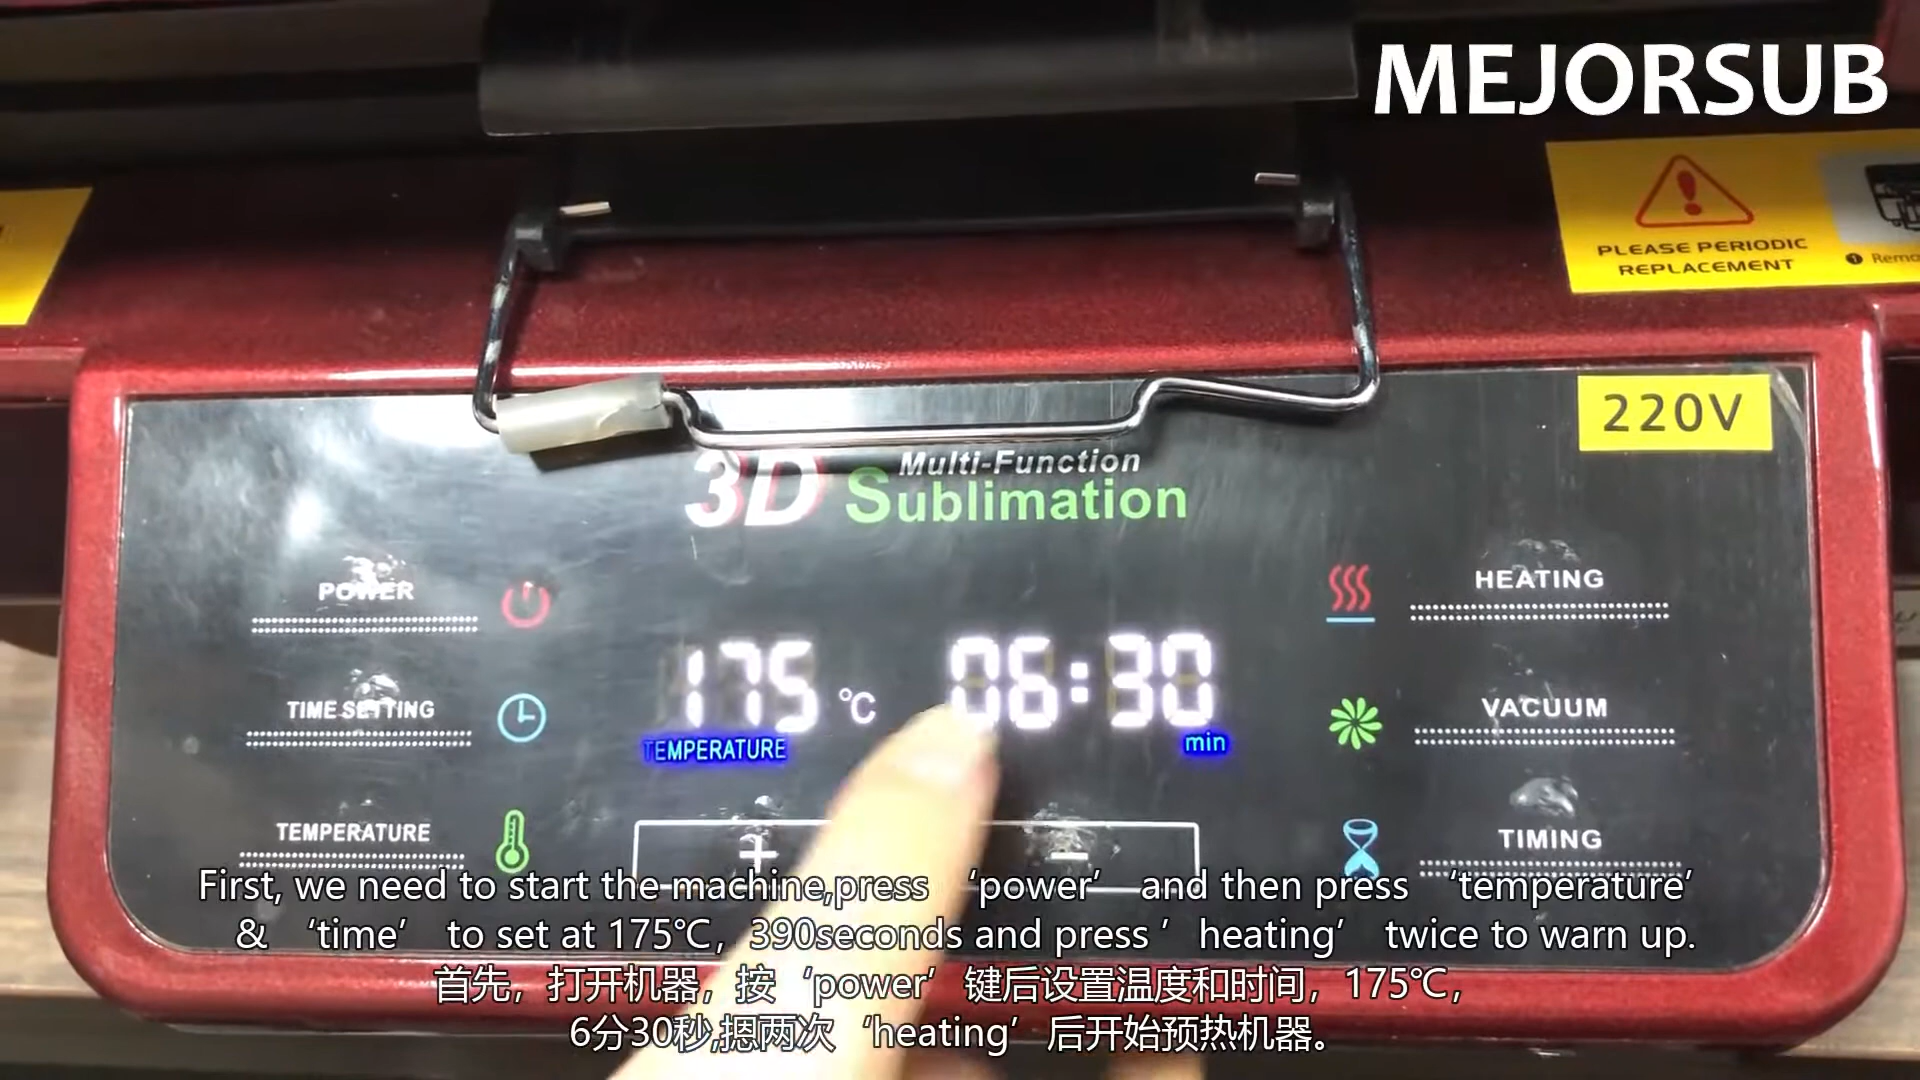 MEJORSUB
PLEASE PERIODIC
REPLACEMENT
220V
3D Multi-Function
Sublimation
POWER
HEATING
TIME SETTING
VACUUM
175 °C 06:30
TEMPERATURE min
TEMPERATURE
TIMING
+ −
First, we need to start the machine,press ‘power’ and then press ‘temperature’
& ‘time’ to set at 175℃，390seconds and press ’heating’ twice to warn up.
首先，打开机器，按‘power’键后设置温度和时间，175℃，
6分30秒,摁两次‘heating’后开始预热机器。